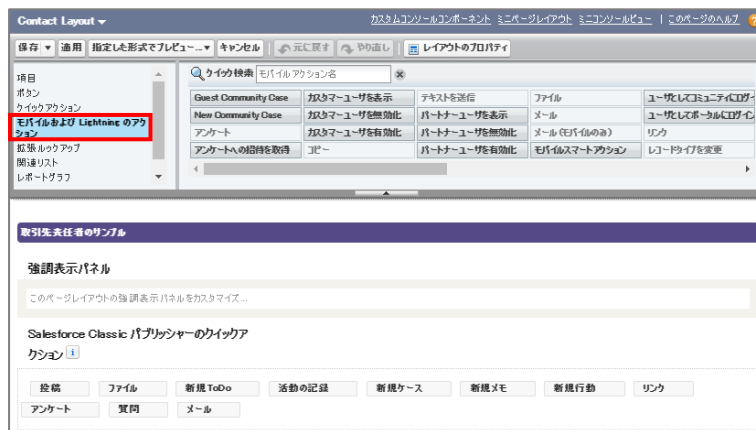 Contact Layout ▼ カスタムコンソールコンポーネント ミニページレイアウト ミニコンソールビュー | このページのヘルプ
保存 ▼ 適用 指定した形式でプレビュー...▼ キャンセル 元に戻す やり直し レイアウトのプロパティ
項目
ボタン
クイックアクション
モバイルおよび Lightning のアクション
拡張ルックアップ
関連リスト
レポートグラフ
クイック検索 モバイルアクション名
Guest Community Case カスタマーユーザを表示 テキストを送信 ファイル ユーザとしてコミュニティにログイ
New Community Case カスタマーユーザを無効化 パートナーユーザを表示 メール ユーザとしてポータルにログイン
アンケート カスタマーユーザを有効化 パートナーユーザを無効化 メール (モバイルのみ) リンク
アンケートへの招待を取得 コピー パートナーユーザを有効化 モバイルスマートアクション レコードタイプを変更
取引先責任者のサンプル
強調表示パネル
このページレイアウトの強調表示パネルをカスタマイズ...
Salesforce Classic パブリッシャーのクイックア
クション
投稿 ファイル 新規 ToDo 活動の記録 新規ケース 新規メモ 新規行動 リンク
アンケート 質問 メール